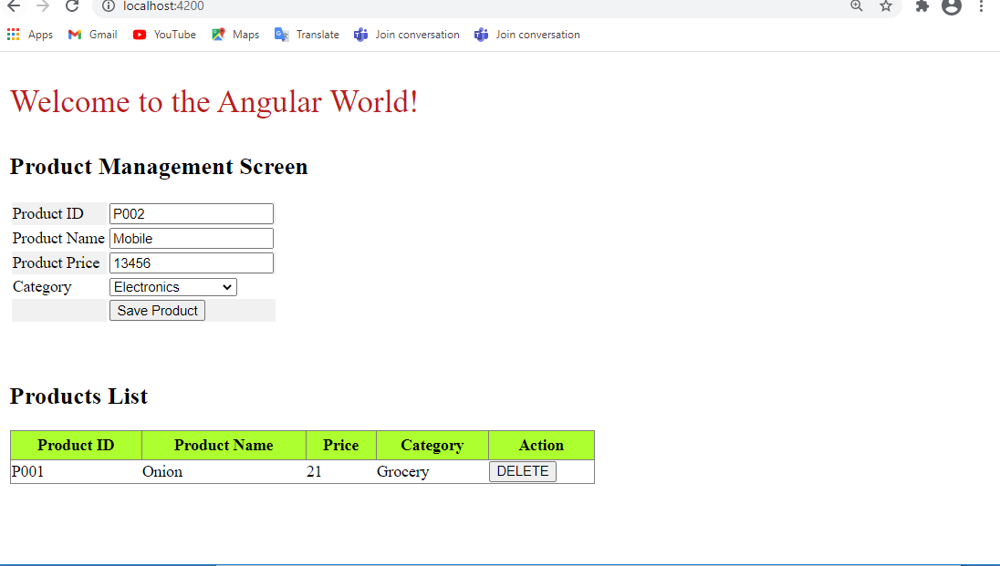 localhost:4200
Apps Gmail YouTube Maps Translate Join conversation Join conversation
Welcome to the Angular World!
Product Management Screen
Product ID P002
Product Name Mobile
Product Price 13456
Category Electronics
Save Product
Products List
Product ID Product Name Price Category Action
P001 Onion 21 Grocery DELETE